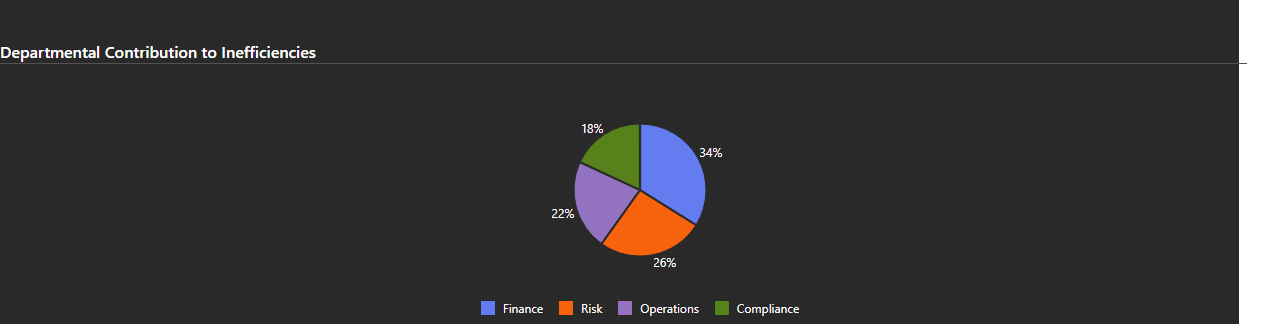 Departmental Contribution to Inefficiencies
18%
34%
22%
26%
Finance Risk Operations Compliance